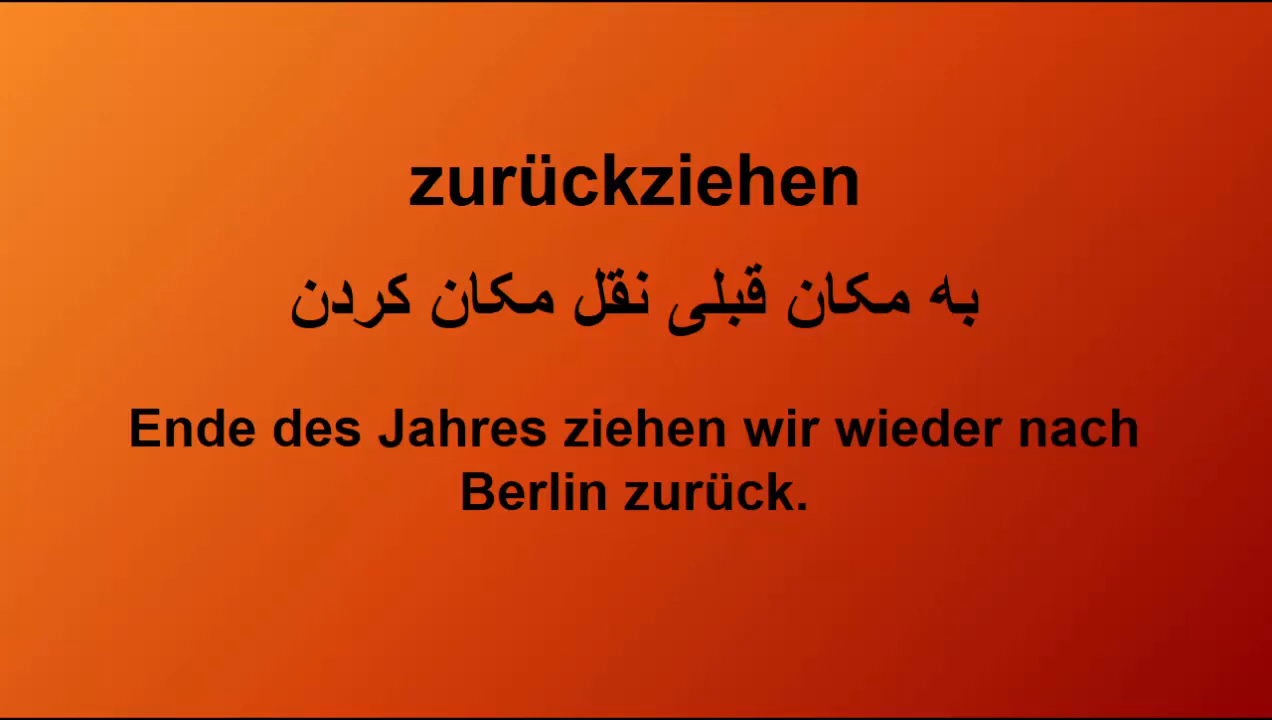 zurückziehen
به مکان قبلی نقل مکان کردن
Ende des Jahres ziehen wir wieder nach
Berlin zurück.